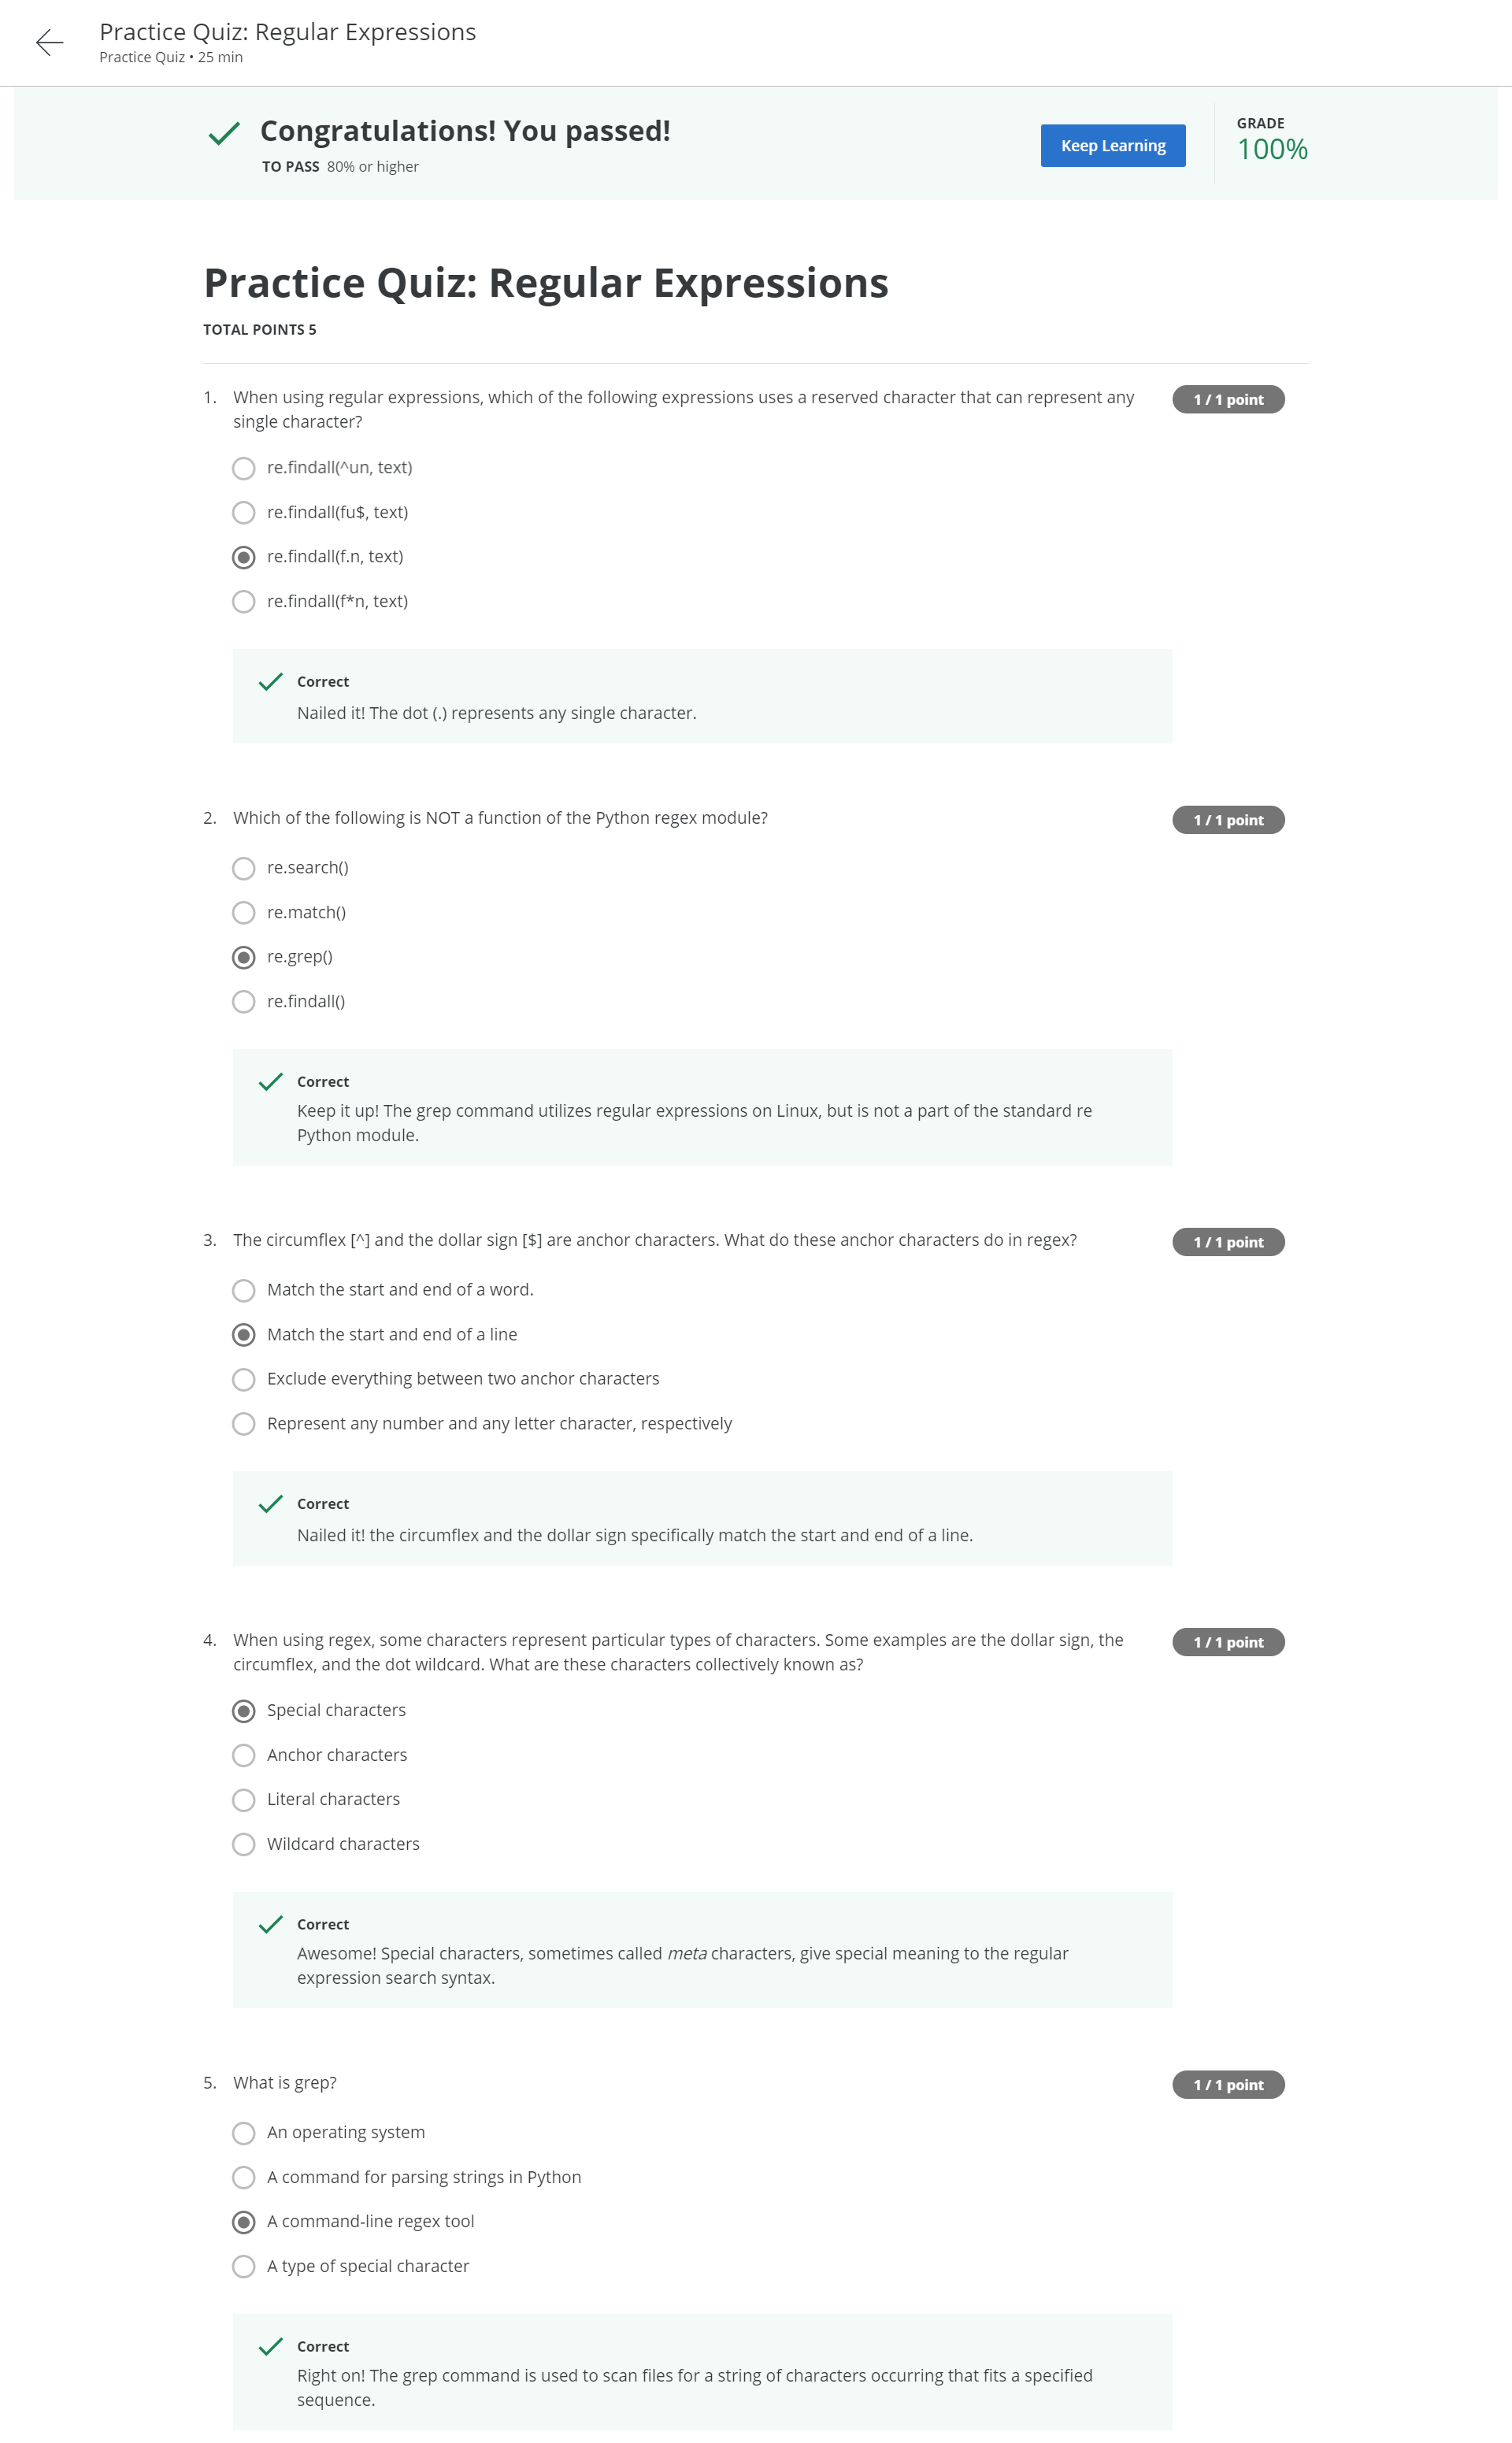 Practice Quiz: Regular Expressions
Practice Quiz • 25 min
Congratulations! You passed!
TO PASS 80% or higher
Keep Learning
GRADE
100%
Practice Quiz: Regular Expressions
TOTAL POINTS 5
1. When using regular expressions, which of the following expressions uses a reserved character that can represent any
single character?
1 / 1 point
re.findall(^un, text)
re.findall(fu$, text)
re.findall(f.n, text)
re.findall(f*n, text)
Correct
Nailed it! The dot (.) represents any single character.
2. Which of the following is NOT a function of the Python regex module?
1 / 1 point
re.search()
re.match()
re.grep()
re.findall()
Correct
Keep it up! The grep command utilizes regular expressions on Linux, but is not a part of the standard re
Python module.
3. The circumflex [^] and the dollar sign [$] are anchor characters. What do these anchor characters do in regex?
1 / 1 point
Match the start and end of a word.
Match the start and end of a line
Exclude everything between two anchor characters
Represent any number and any letter character, respectively
Correct
Nailed it! the circumflex and the dollar sign specifically match the start and end of a line.
4. When using regex, some characters represent particular types of characters. Some examples are the dollar sign, the
circumflex, and the dot wildcard. What are these characters collectively known as?
1 / 1 point
Special characters
Anchor characters
Literal characters
Wildcard characters
Correct
Awesome! Special characters, sometimes called meta characters, give special meaning to the regular
expression search syntax.
5. What is grep?
1 / 1 point
An operating system
A command for parsing strings in Python
A command-line regex tool
A type of special character
Correct
Right on! The grep command is used to scan files for a string of characters occurring that fits a specified
sequence.